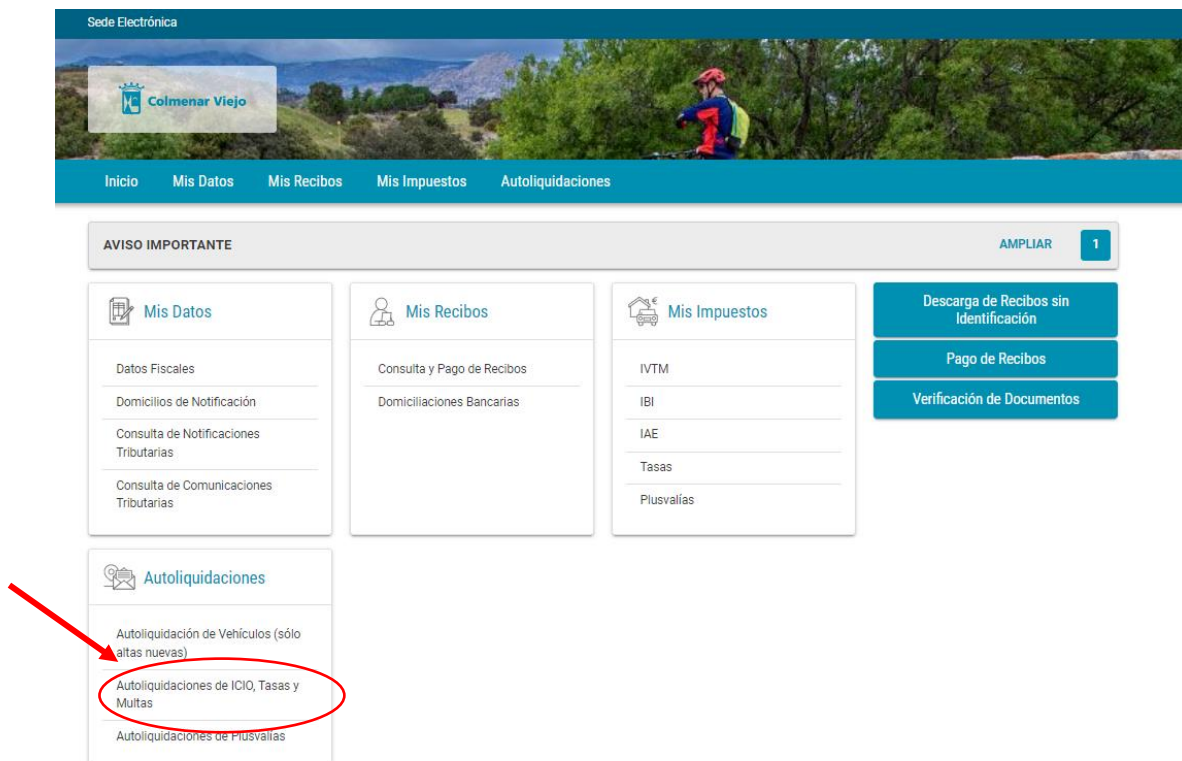 Sede Electrónica
Colmenar Viejo
Inicio Mis Datos Mis Recibos Mis Impuestos Autoliquidaciones
AVISO IMPORTANTE AMPLIAR 1
Mis Datos
Datos Fiscales
Domicilios de Notificación
Consulta de Notificaciones
Tributarias
Consulta de Comunicaciones
Tributarias
Mis Recibos
Consulta y Pago de Recibos
Domiciliaciones Bancarias
Mis Impuestos
IVTM
IBI
IAE
Tasas
Plusvalías
Descarga de Recibos sin
Identificación
Pago de Recibos
Verificación de Documentos
Autoliquidaciones
Autoliquidación de Vehículos (sólo
altas nuevas)
Autoliquidaciones de ICIO, Tasas y
Multas
Autoliquidaciones de Plusvalías